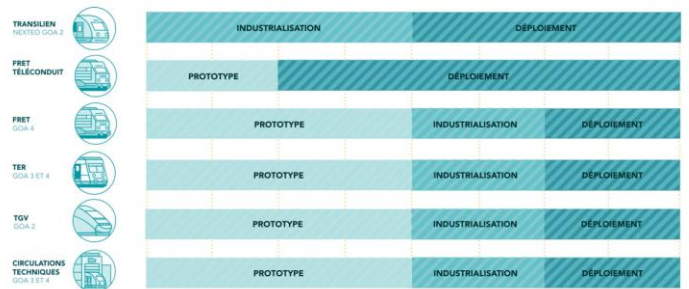 TRANSILIEN
NEXTEO GOA 2
INDUSTRIALISATION
DÉPLOIEMENT
FRET
TÉLÉCONDUIT
PROTOTYPE
DÉPLOIEMENT
FRET
GOA 4
PROTOTYPE
INDUSTRIALISATION
DÉPLOIEMENT
TER
GOA 3 ET 4
PROTOTYPE
INDUSTRIALISATION
DÉPLOIEMENT
TGV
GOA 2
PROTOTYPE
INDUSTRIALISATION
DÉPLOIEMENT
CIRCULATIONS
TECHNIQUES
GOA 3 ET 4
PROTOTYPE
INDUSTRIALISATION
DÉPLOIEMENT